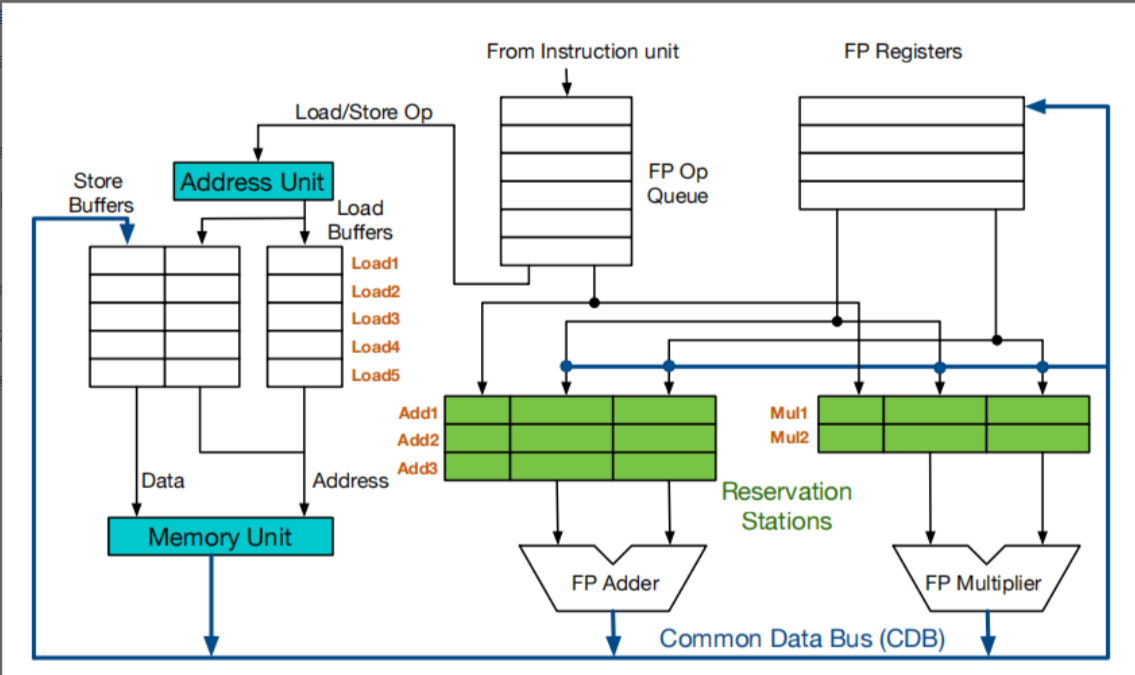 From Instruction unit
FP Registers
Load/Store Op
Address Unit
FP Op
Queue
Store
Buffers
Load
Buffers
Load1
Load2
Load3
Load4
Load5
Add1
Add2
Add3
Mul1
Mul2
Data
Address
Reservation
Stations
Memory Unit
FP Adder
FP Multiplier
Common Data Bus (CDB)